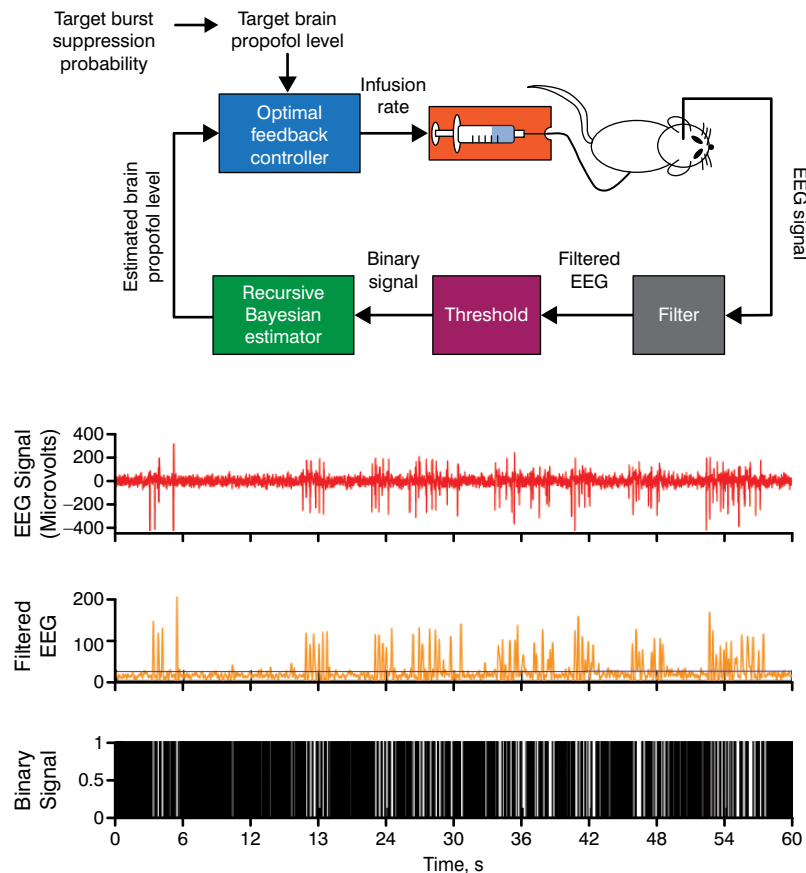 Target burst
suppression
probability
Target brain
propofol level
Infusion
rate
Optimal
feedback
controller
EEG signal
Estimated brain
propofol level
Binary
signal
Filtered
EEG
Recursive
Bayesian
estimator
Threshold
Filter
EEG Signal
(Microvolts)
400
200
0
−200
−400
Filtered
EEG
200
100
0
Binary
Signal
1
0.5
0
0 6 12 13 24 30 36 42 48 54 60
Time, s